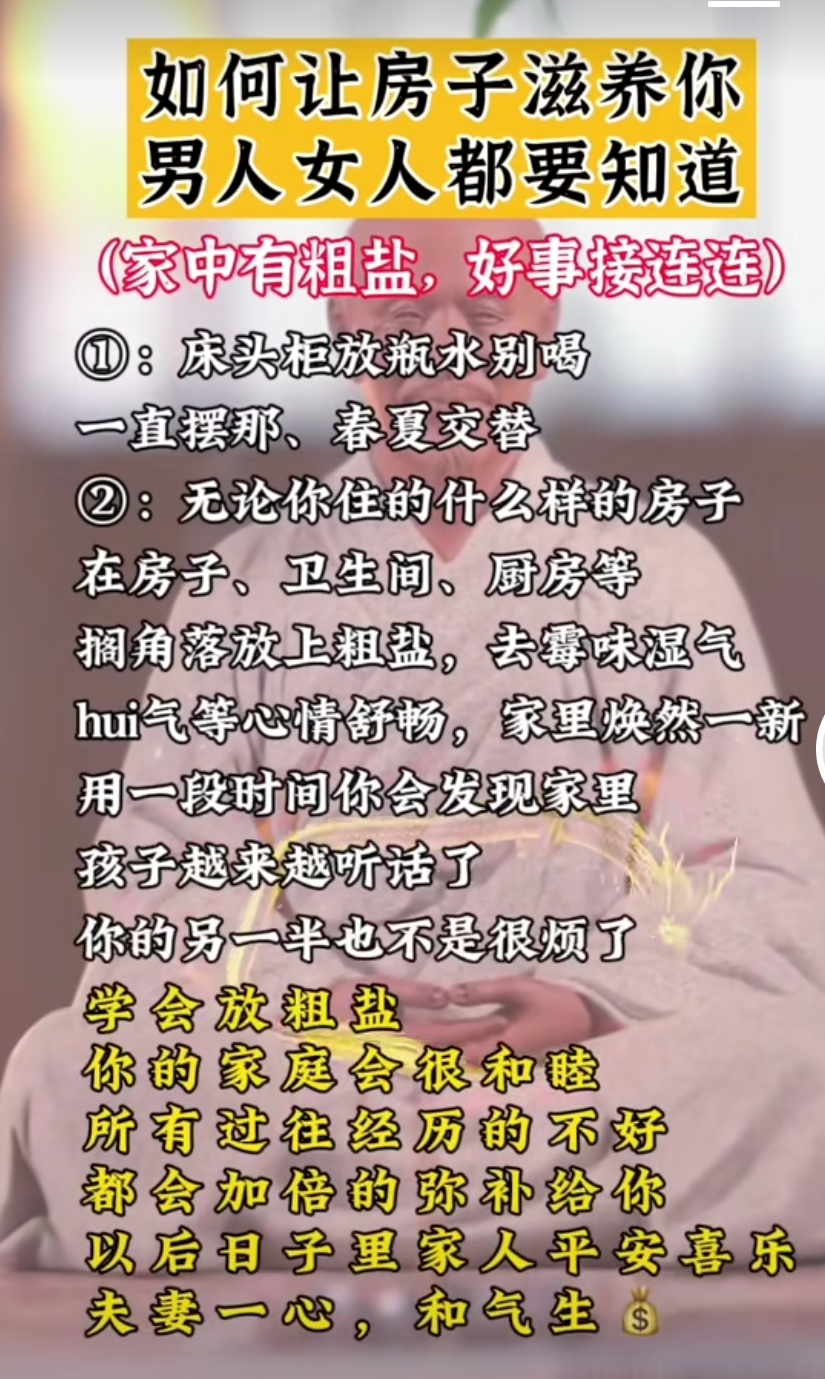 如何让房子滋养你
男人女人都要知道
（家中有粗盐，好事接连连）
①：床头柜放瓶水别喝
一直摆那、春夏交替
②：无论你住的什么样的房子
在房子、卫生间、厨房等
搁角落放上粗盐，去霉味湿气
hui气等心情舒畅，家里焕然一新
用一段时间你会发现家里
孩子越来越听话了
你的另一半也不是很烦了
学会放粗盐
你的家庭会很和睦
所有过往经历的不好
都会加倍的弥补给你
以后日子里家人平安喜乐
夫妻一心，和气生💰